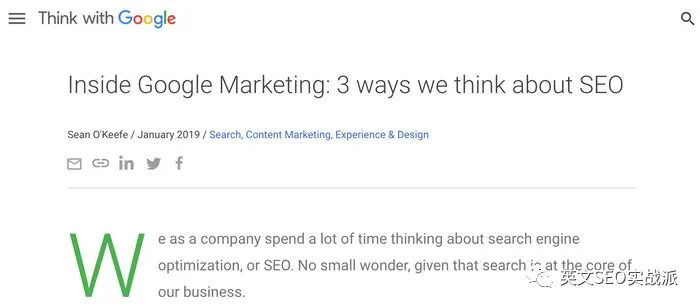 Think with Google
Inside Google Marketing: 3 ways we think about SEO
Sean O'Keefe / January 2019 / Search, Content Marketing, Experience & Design
We as a company spend a lot of time thinking about search engine
optimization, or SEO. No small wonder, given that search is at the core of
our business.
英文SEO实战派